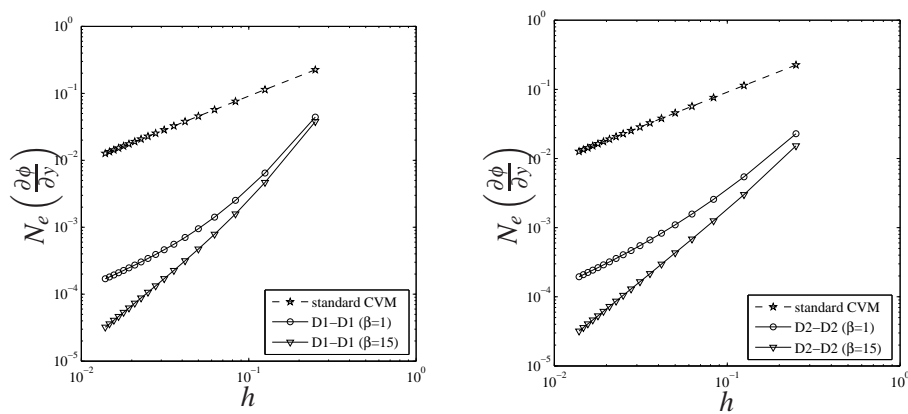 10^0
10^-1
10^-2
10^-3
10^-4
10^-5
N_e (∂φ/∂y)
standard CVM
D1−D1 (β=1)
D1−D1 (β=15)
10^-2
10^-1
10^0
h
10^0
10^-1
10^-2
10^-3
10^-4
10^-5
N_e (∂φ/∂y)
standard CVM
D2−D2 (β=1)
D2−D2 (β=15)
10^-2
10^-1
10^0
h